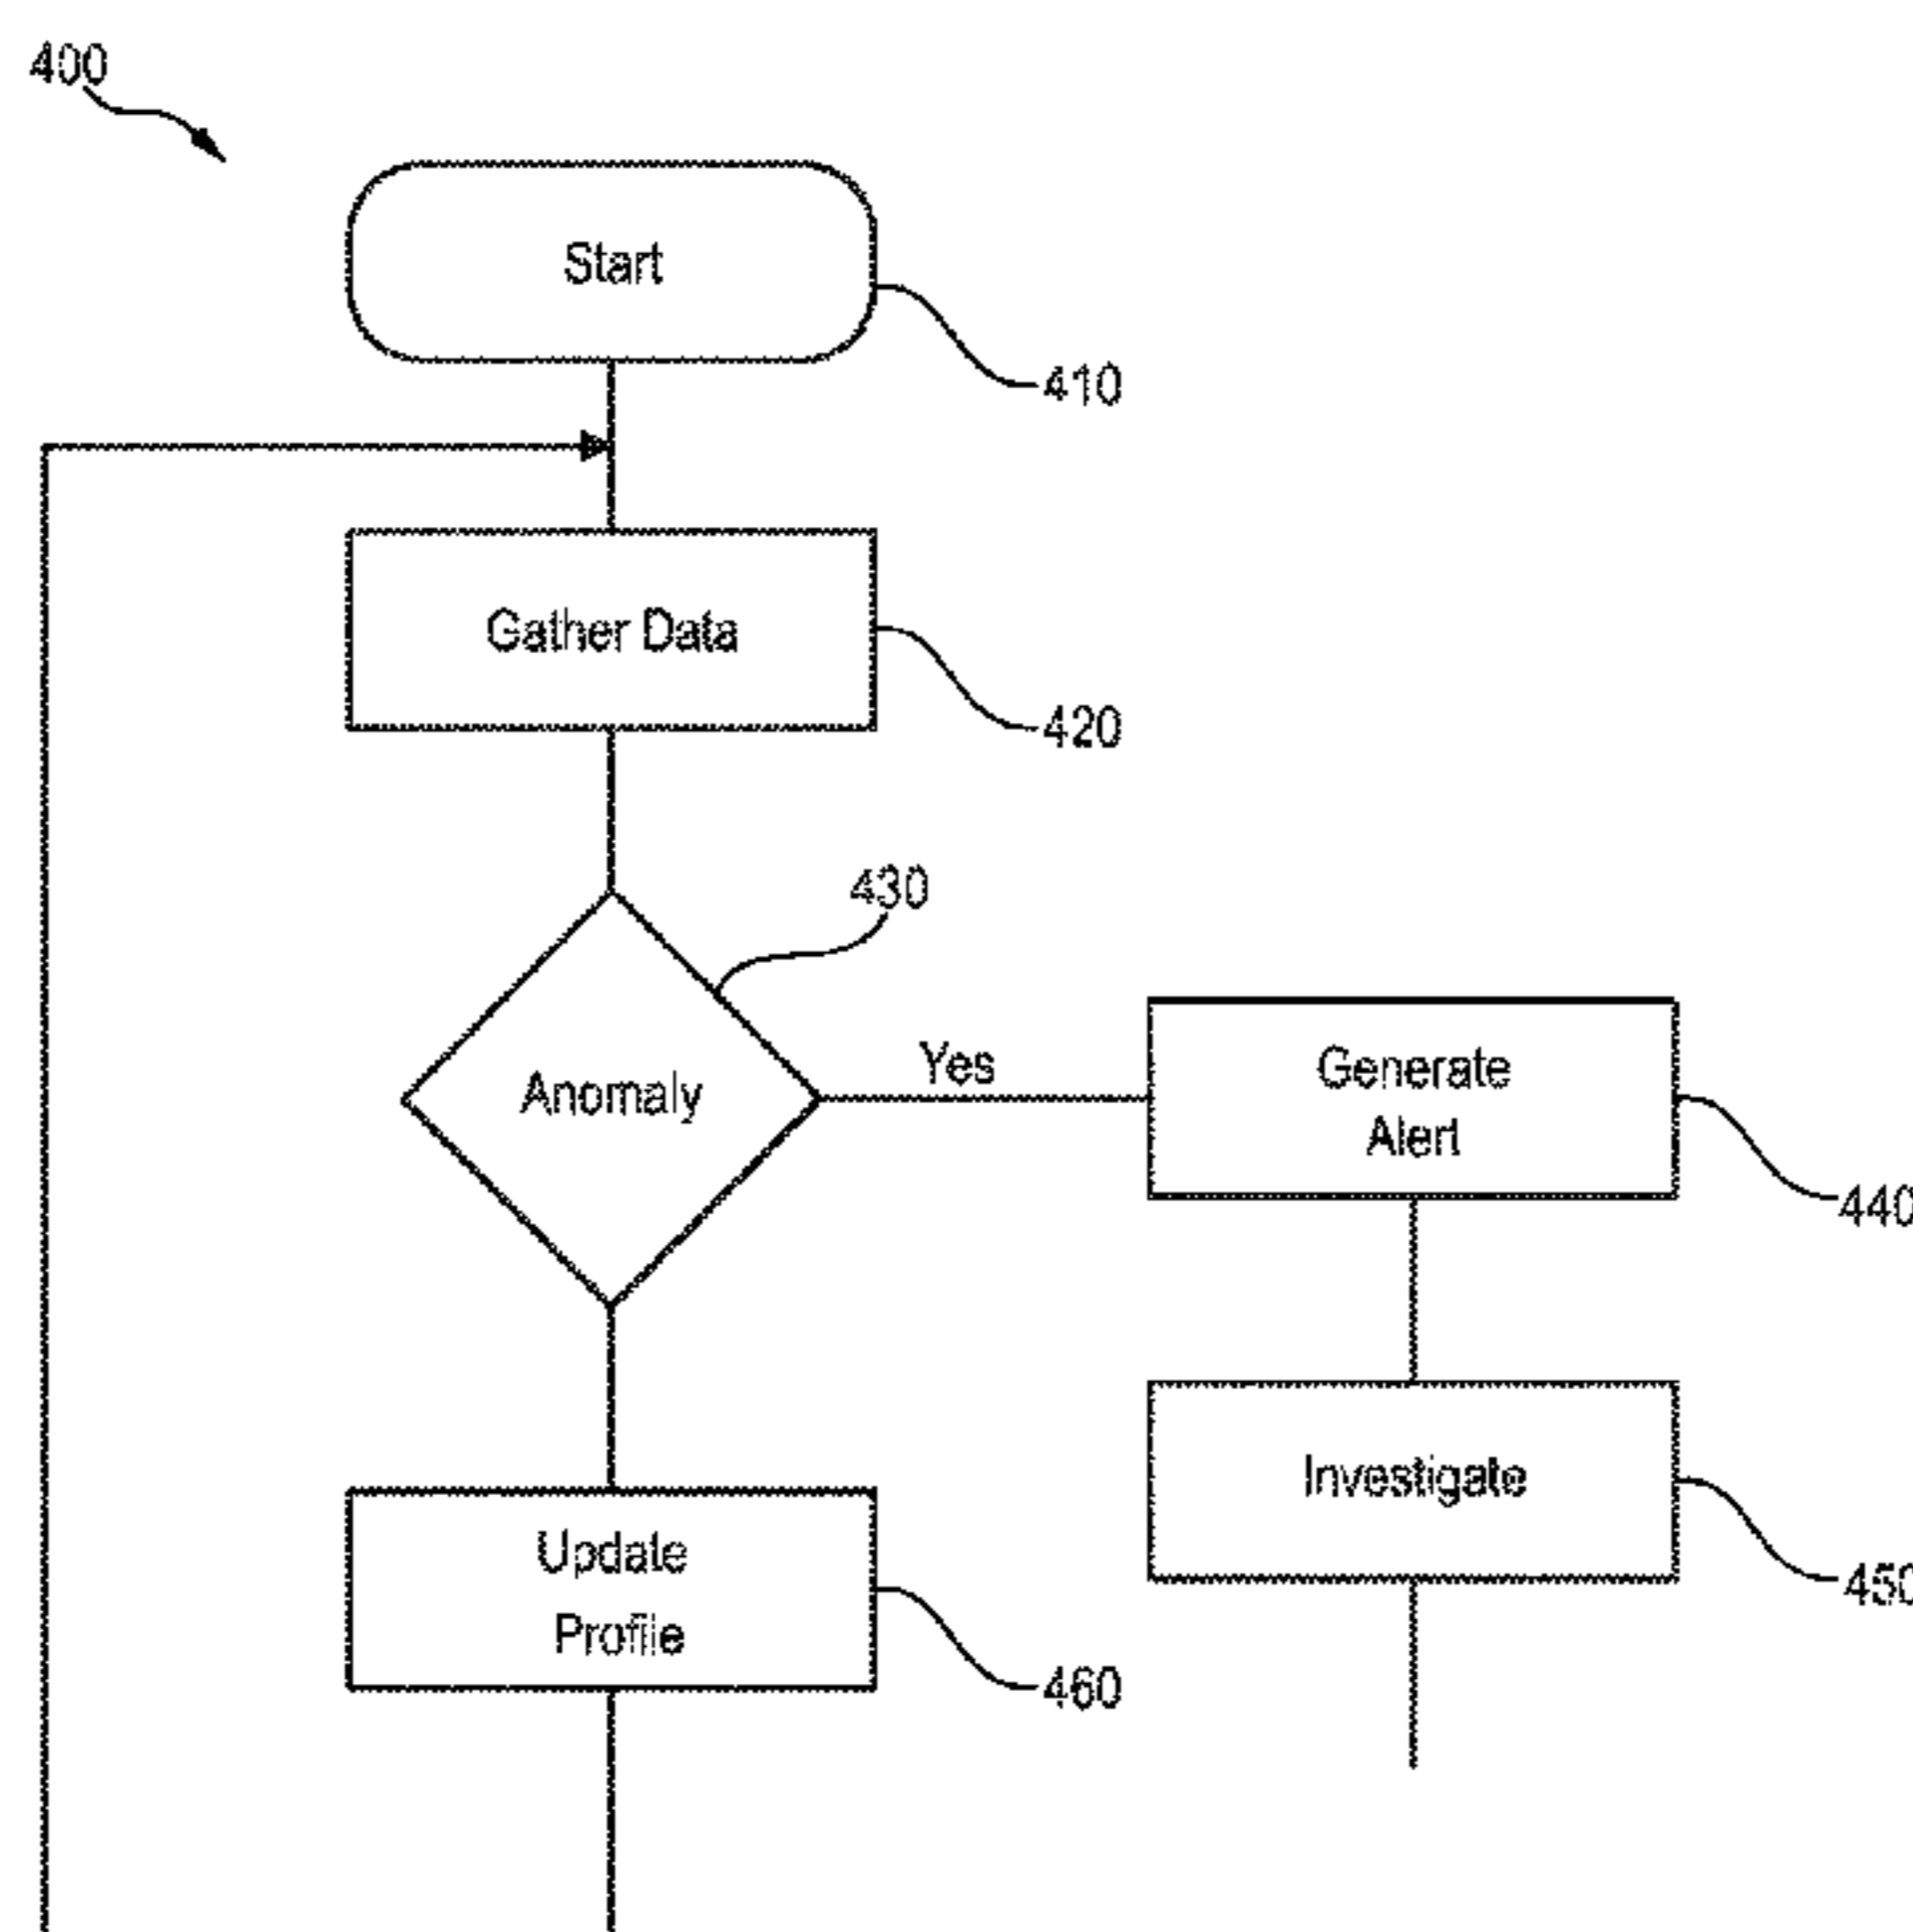 400
Start
410
Gather Data
420
430
Anomaly
Yes
Generate
Alert
440
Investigate
450
Update
Profile
460